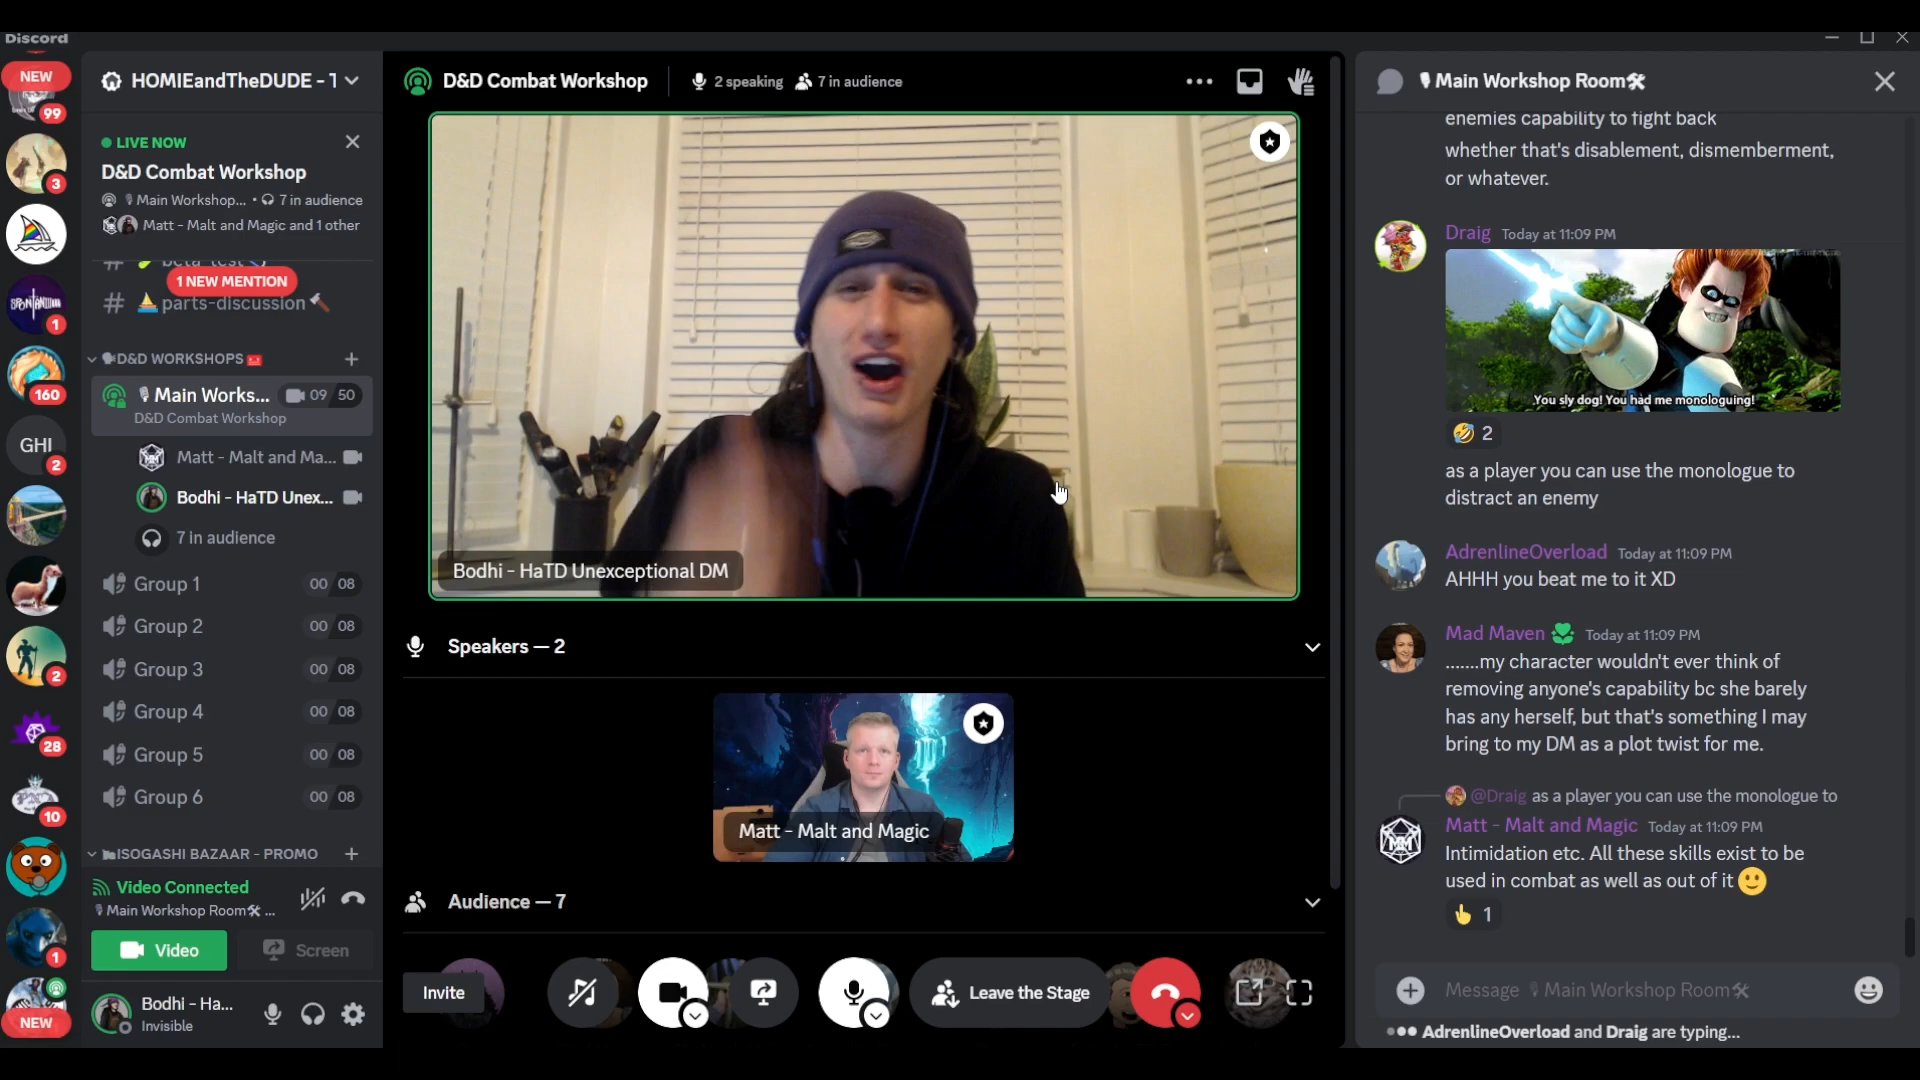 Discord
NEW
99
3
1
160
GHI
2
2
28
10
1
NEW
HOMIEandTheDUDE - 1
LIVE NOW
D&D Combat Workshop
Main Workshop... • 7 in audience
Matt - Malt and Magic and 1 other
# beta-test
1 NEW MENTION
# parts-discussion
D&D WORKSHOPS
Main Works... 09 50
D&D Combat Workshop
Matt - Malt and Ma...
Bodhi - HaTD Unex...
7 in audience
Group 1 00 08
Group 2 00 08
Group 3 00 08
Group 4 00 08
Group 5 00 08
Group 6 00 08
ISOGASHI BAZAAR - PROMO
Video Connected
Main Workshop Room🛠 ...
Video
Screen
Bodhi - Ha...
Invisible
D&D Combat Workshop
2 speaking 7 in audience
Bodhi - HaTD Unexceptional DM
Speakers — 2
Matt - Malt and Magic
Audience — 7
Invite
Leave the Stage
🎙Main Workshop Room🛠
enemies capability to fight back
whether that's disablement, dismemberment,
or whatever.
Draig Today at 11:09 PM
You sly dog! You had me monologuing!
🤣 2
as a player you can use the monologue to
distract an enemy
AdrenlineOverload Today at 11:09 PM
AHHH you beat me to it XD
Mad Maven Today at 11:09 PM
.......my character wouldn't ever think of
removing anyone's capability bc she barely
has any herself, but that's something I may
bring to my DM as a plot twist for me.
@Draig as a player you can use the monologue to
Matt - Malt and Magic Today at 11:09 PM
Intimidation etc. All these skills exist to be
used in combat as well as out of it 🙂
👆 1
Message 🎙Main Workshop Room🛠
AdrenlineOverload and Draig are typing...